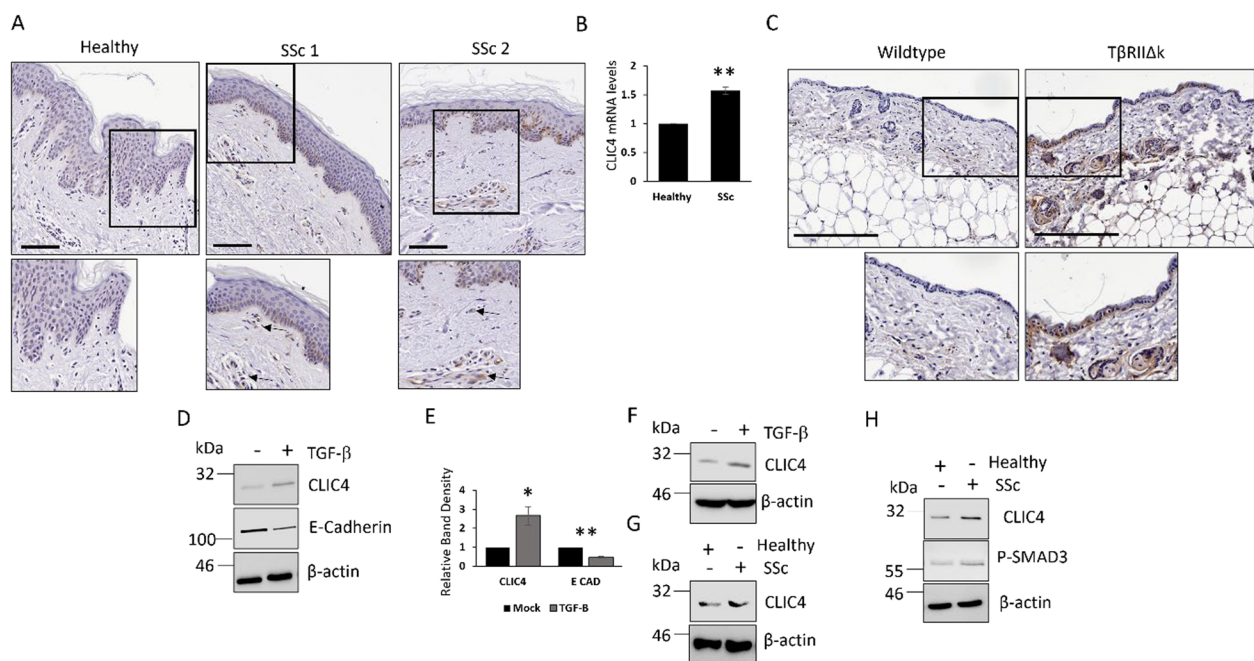 A
Healthy
SSc 1
SSc 2
B
CLIC4 mRNA levels
2
1.5
1
0.5
0
**
Healthy
SSc
C
Wildtype
TβRIIΔk
D
kDa
- +
TGF-β
32
CLIC4
E-Cadherin
100
46
β-actin
E
Relative Band Density
4
3
2
1
0
*
**
CLIC4
E CAD
Mock
TGF-B
F
- +
TGF-β
32
CLIC4
46
β-actin
G
+ - Healthy
- + SSc
32
CLIC4
46
β-actin
H
+ - Healthy
- + SSc
kDa
32
CLIC4
P-SMAD3
55
46
β-actin